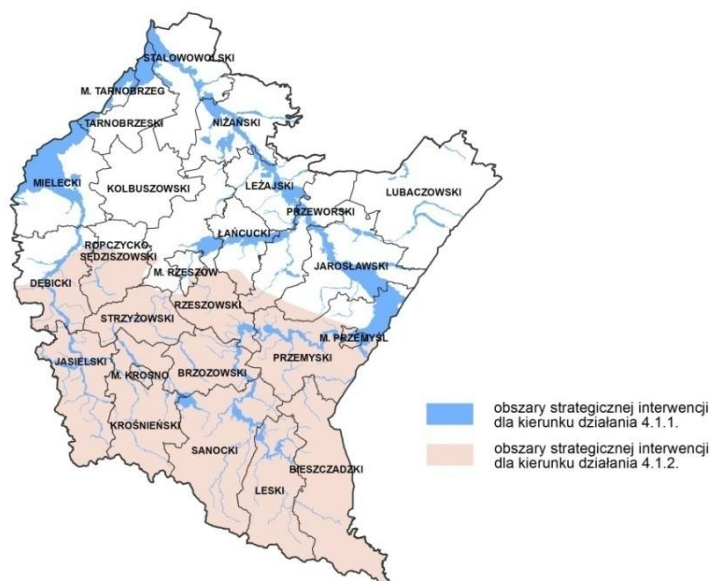 STALOWOWOLSKI
M. TARNOBRZEG
TARNOBRZESKI
NIŻAŃSKI
MIELECKI
KOLBUSZOWSKI
LEŻAJSKI
LUBACZOWSKI
PRZEWORSKI
ŁAŃCUCKI
ROPCZYCKO-
SĘDZISZOWSKI
M. RZESZÓW
JAROSŁAWSKI
DĘBICKI
RZESZOWSKI
STRZYŻOWSKI
M. PRZEMYŚL
PRZEMYSKI
JASIELSKI
M. KROSNO
BRZOZOWSKI
KROŚNIEŃSKI
SANOCKI
BIESZCZADZKI
LESKI
obszary strategicznej interwencji
dla kierunku działania 4.1.1.
obszary strategicznej interwencji
dla kierunku działania 4.1.2.